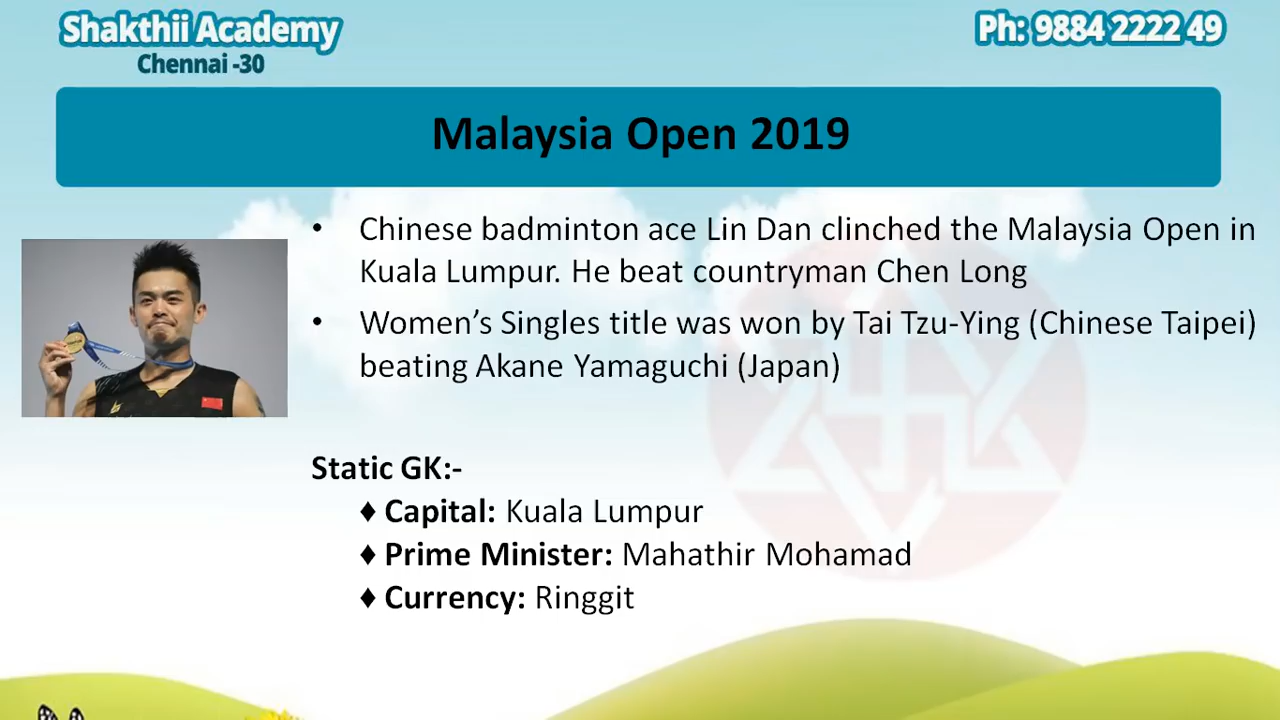 Shakthii Academy
Chennai -30
Ph: 9884 2222 49
Malaysia Open 2019
• Chinese badminton ace Lin Dan clinched the Malaysia Open in
Kuala Lumpur. He beat countryman Chen Long
• Women’s Singles title was won by Tai Tzu-Ying (Chinese Taipei)
beating Akane Yamaguchi (Japan)
Static GK:-
♦ Capital: Kuala Lumpur
♦ Prime Minister: Mahathir Mohamad
♦ Currency: Ringgit